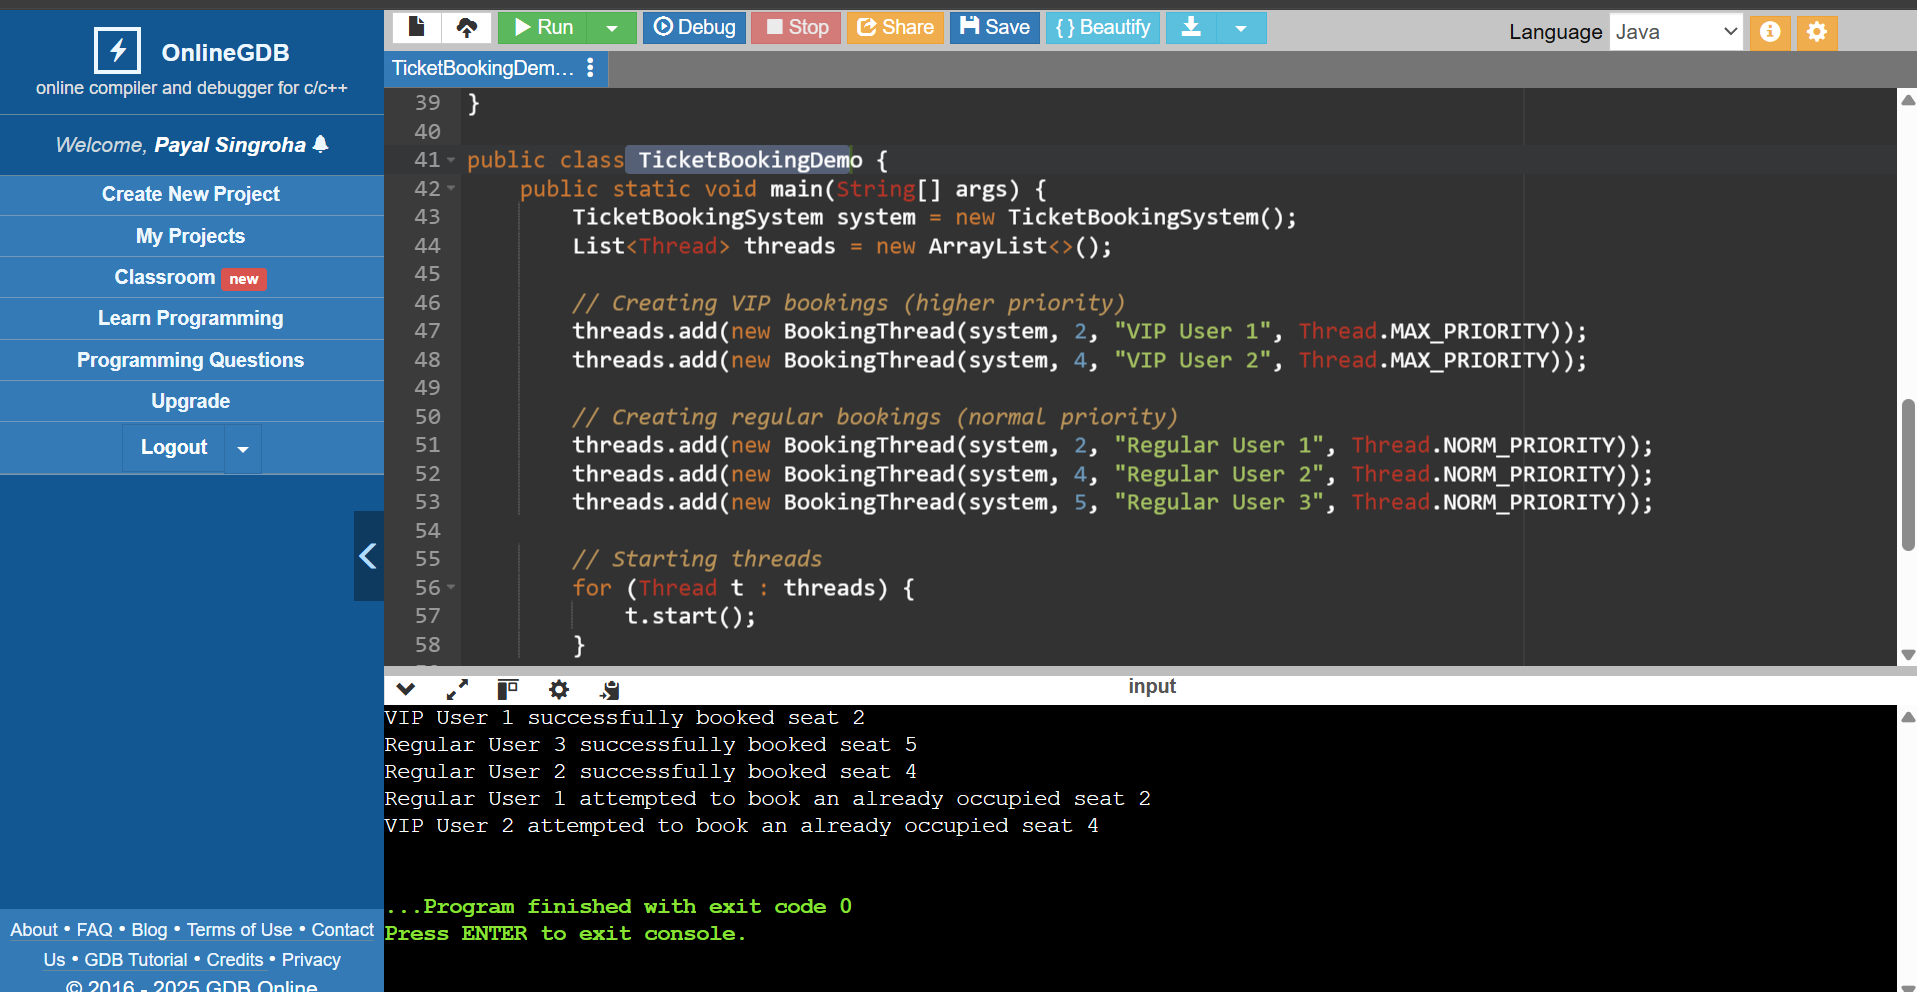 OnlineGDB
online compiler and debugger for c/c++
Welcome, Payal Singroha
Create New Project
My Projects
Classroom new
Learn Programming
Programming Questions
Upgrade
Logout
About • FAQ • Blog • Terms of Use • Contact
Us • GDB Tutorial • Credits • Privacy
© 2016 - 2025 GDB Online
Run Debug Stop Share Save { } Beautify
Language Java
TicketBookingDem...
39 }
40
41 public class TicketBookingDemo {
42 public static void main(String[] args) {
43 TicketBookingSystem system = new TicketBookingSystem();
44 List<Thread> threads = new ArrayList<>();
45
46 // Creating VIP bookings (higher priority)
47 threads.add(new BookingThread(system, 2, "VIP User 1", Thread.MAX_PRIORITY));
48 threads.add(new BookingThread(system, 4, "VIP User 2", Thread.MAX_PRIORITY));
49
50 // Creating regular bookings (normal priority)
51 threads.add(new BookingThread(system, 2, "Regular User 1", Thread.NORM_PRIORITY));
52 threads.add(new BookingThread(system, 4, "Regular User 2", Thread.NORM_PRIORITY));
53 threads.add(new BookingThread(system, 5, "Regular User 3", Thread.NORM_PRIORITY));
54
55 // Starting threads
56 for (Thread t : threads) {
57 t.start();
58 }
input
VIP User 1 successfully booked seat 2
Regular User 3 successfully booked seat 5
Regular User 2 successfully booked seat 4
Regular User 1 attempted to book an already occupied seat 2
VIP User 2 attempted to book an already occupied seat 4
...Program finished with exit code 0
Press ENTER to exit console.